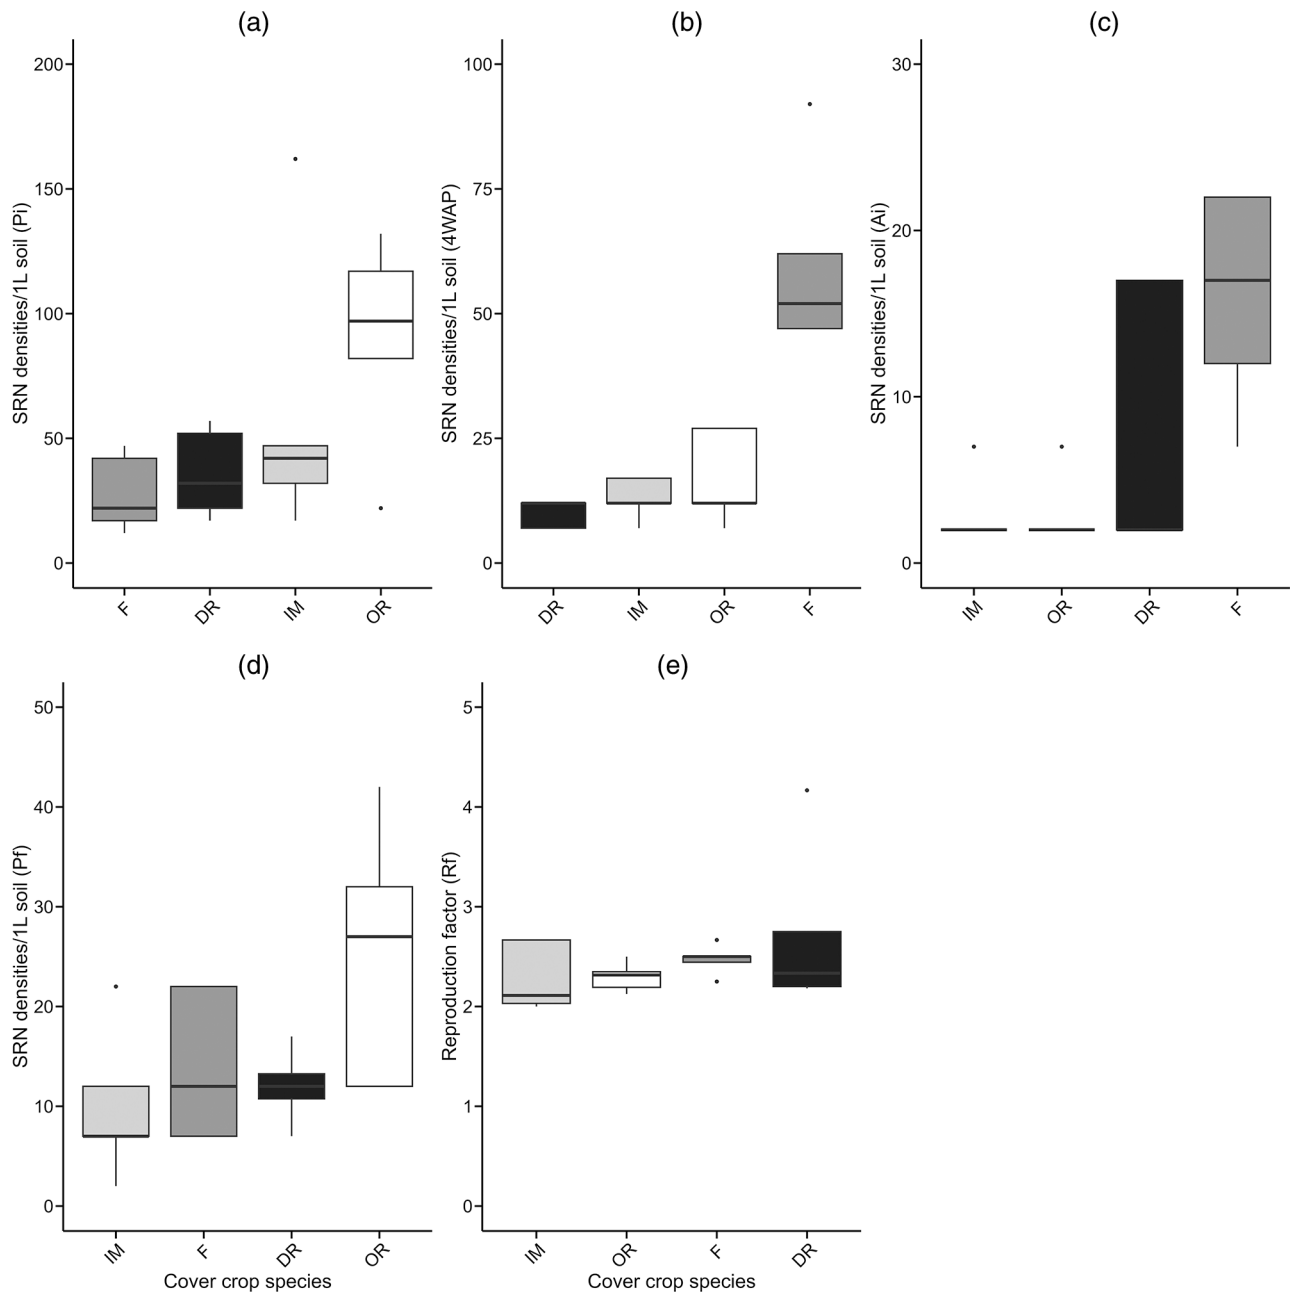 (a)
SRN densities/1L soil (Pi)
200
150
100
50
0
F DR IM OR
(b)
SRN densities/1L soil (4WAP)
100
75
50
25
0
DR IM OR F
(c)
SRN densities/1L soil (Ai)
30
20
10
0
IM OR DR F
(d)
SRN densities/1L soil (Pf)
50
40
30
20
10
0
IM F DR OR
Cover crop species
(e)
Reproduction factor (Rf)
5
4
3
2
1
0
IM OR F DR
Cover crop species